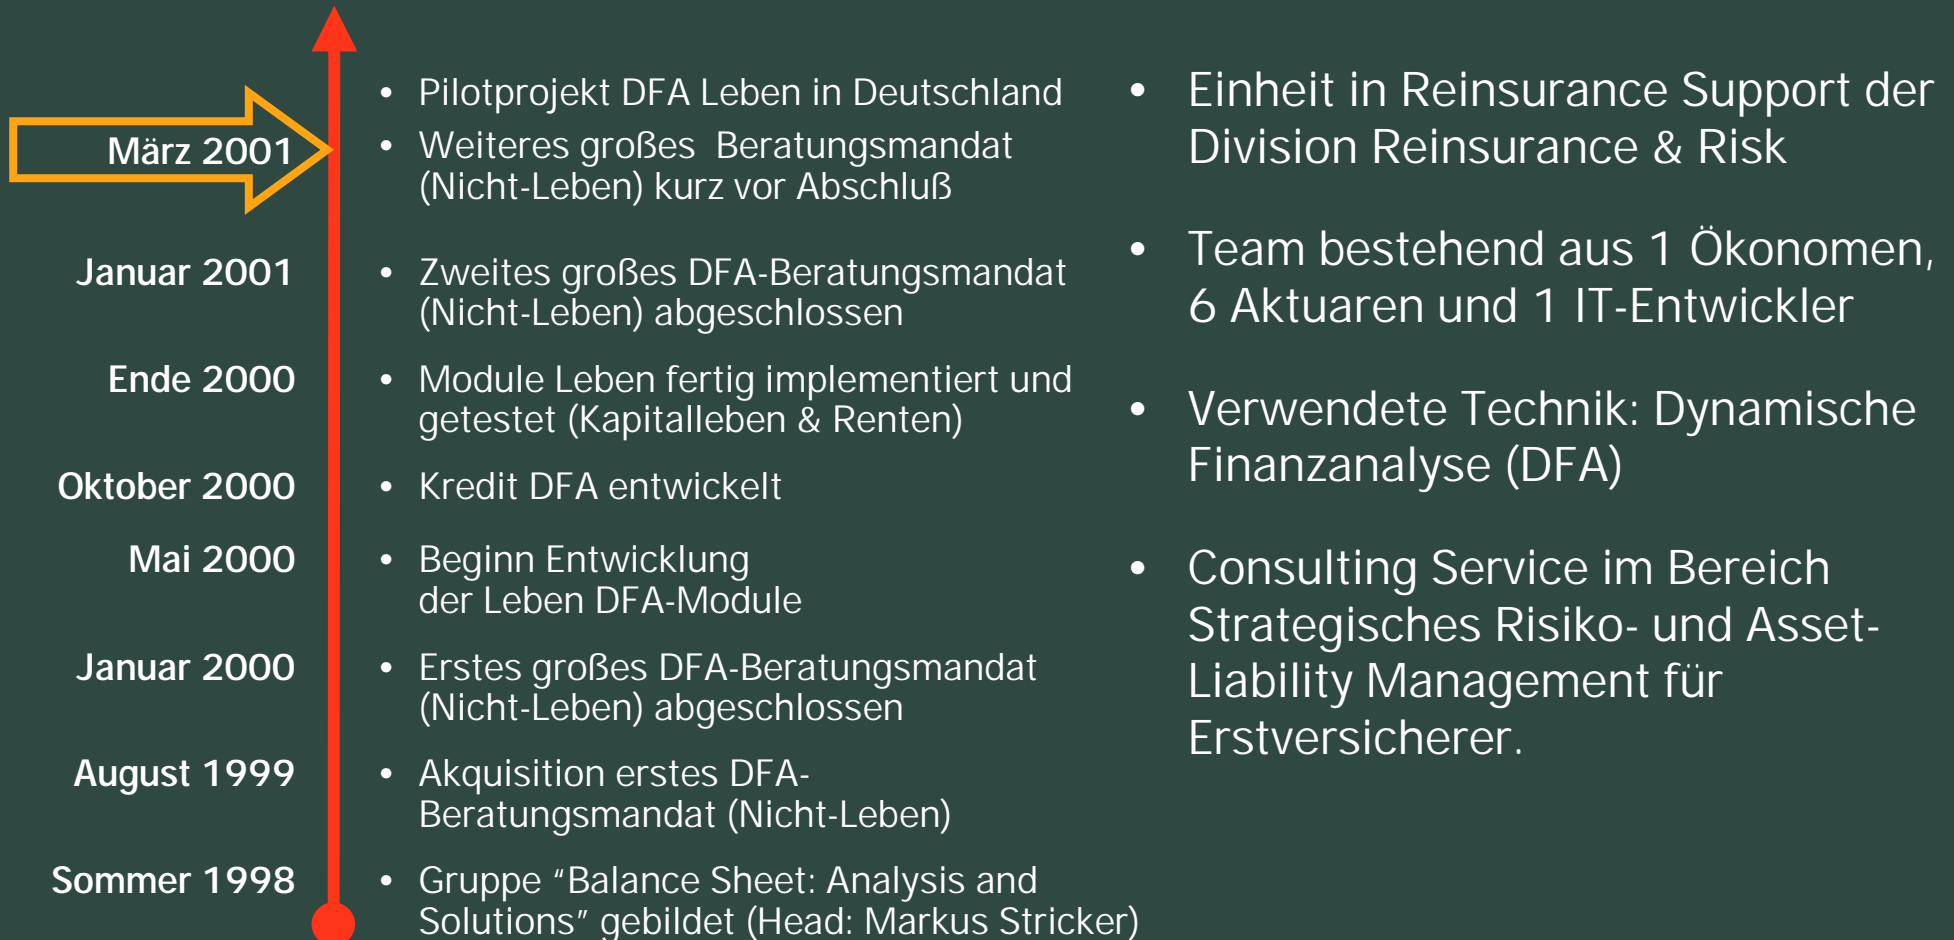 März 2001
• Pilotprojekt DFA Leben in Deutschland
• Weiteres großes Beratungsmandat
(Nicht-Leben) kurz vor Abschluß
Januar 2001
• Zweites großes DFA-Beratungsmandat
(Nicht-Leben) abgeschlossen
Ende 2000
• Module Leben fertig implementiert und
getestet (Kapitalleben & Renten)
Oktober 2000
• Kredit DFA entwickelt
Mai 2000
• Beginn Entwicklung
der Leben DFA-Module
Januar 2000
• Erstes großes DFA-Beratungsmandat
(Nicht-Leben) abgeschlossen
August 1999
• Akquisition erstes DFA-
Beratungsmandat (Nicht-Leben)
Sommer 1998
• Gruppe “Balance Sheet: Analysis and
Solutions” gebildet (Head: Markus Stricker)
• Einheit in Reinsurance Support der
Division Reinsurance & Risk
• Team bestehend aus 1 Ökonomen,
6 Aktuaren und 1 IT-Entwickler
• Verwendete Technik: Dynamische
Finanzanalyse (DFA)
• Consulting Service im Bereich
Strategisches Risiko- und Asset-
Liability Management für
Erstversicherer.